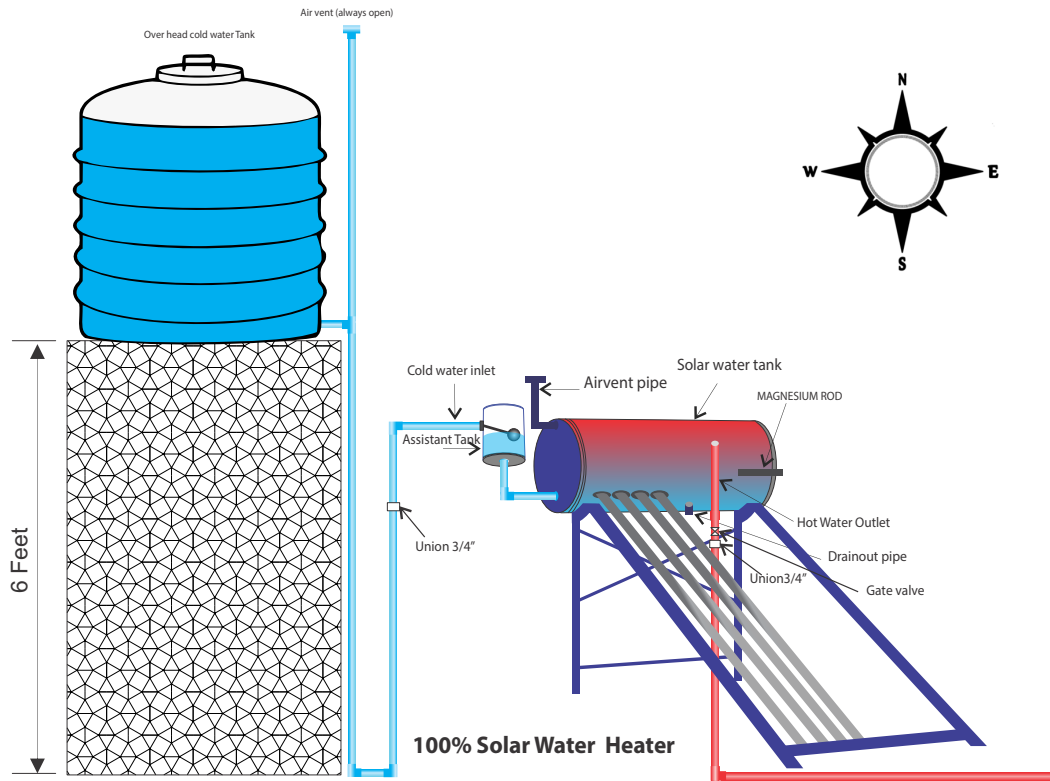 Air vent (always open)
Over head cold water Tank
N
W
E
S
6 Feet
Cold water inlet
Airvent pipe
Solar water tank
MAGNESIUM ROD
Assistant Tank
Union 3/4”
Hot Water Outlet
Drainout pipe
Union3/4”
Gate valve
100% Solar Water Heater